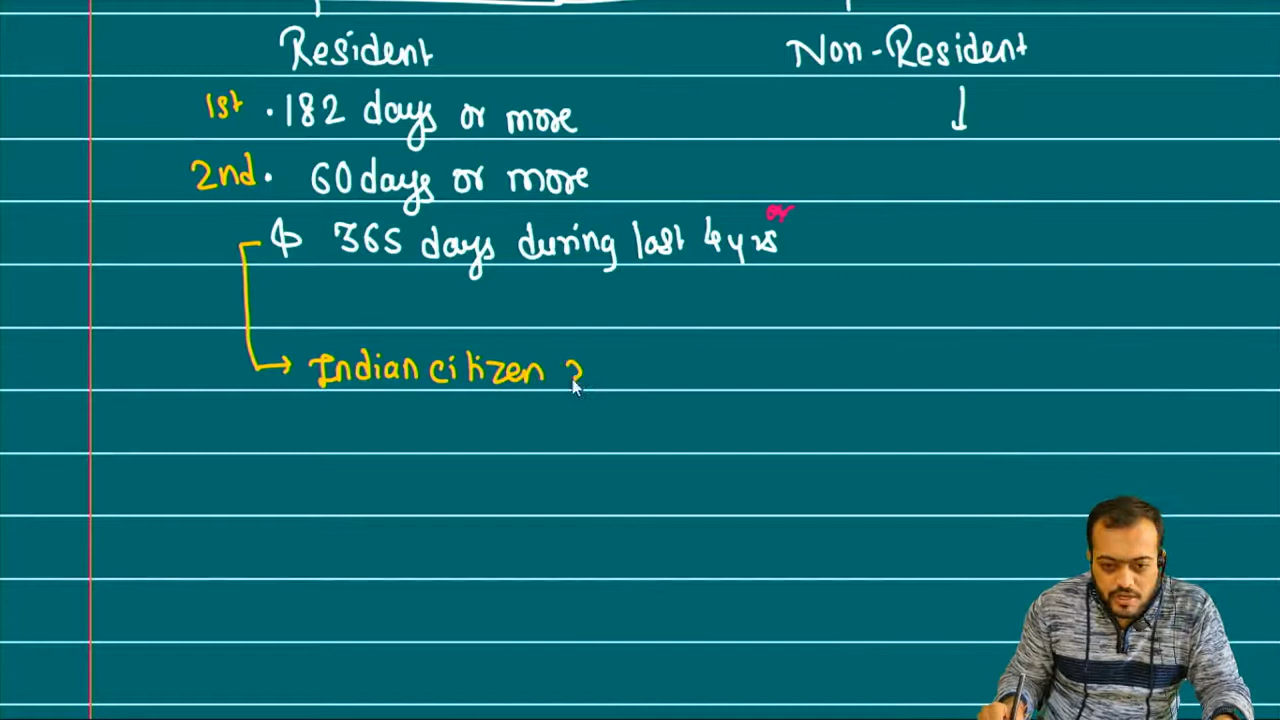 Resident Non-Resident
1st • 182 days or more
2nd • 60 days or more
or
& 365 days during last 4 yrs
Indian citizen